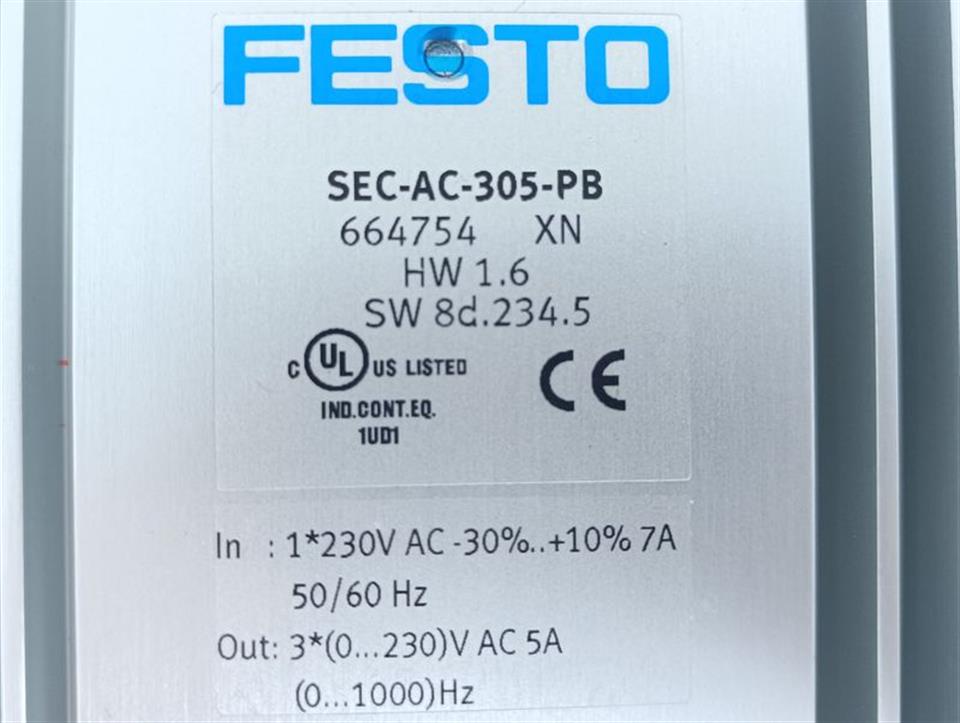 FESTO
SEC-AC-305-PB
664754 XN
HW 1.6
SW 8d.234.5
C UL US LISTED
CE
IND.CONT.EQ.
1UD1
In : 1*230V AC -30%..+10% 7A
50/60 Hz
Out: 3*(0...230)V AC 5A
(0...1000)Hz